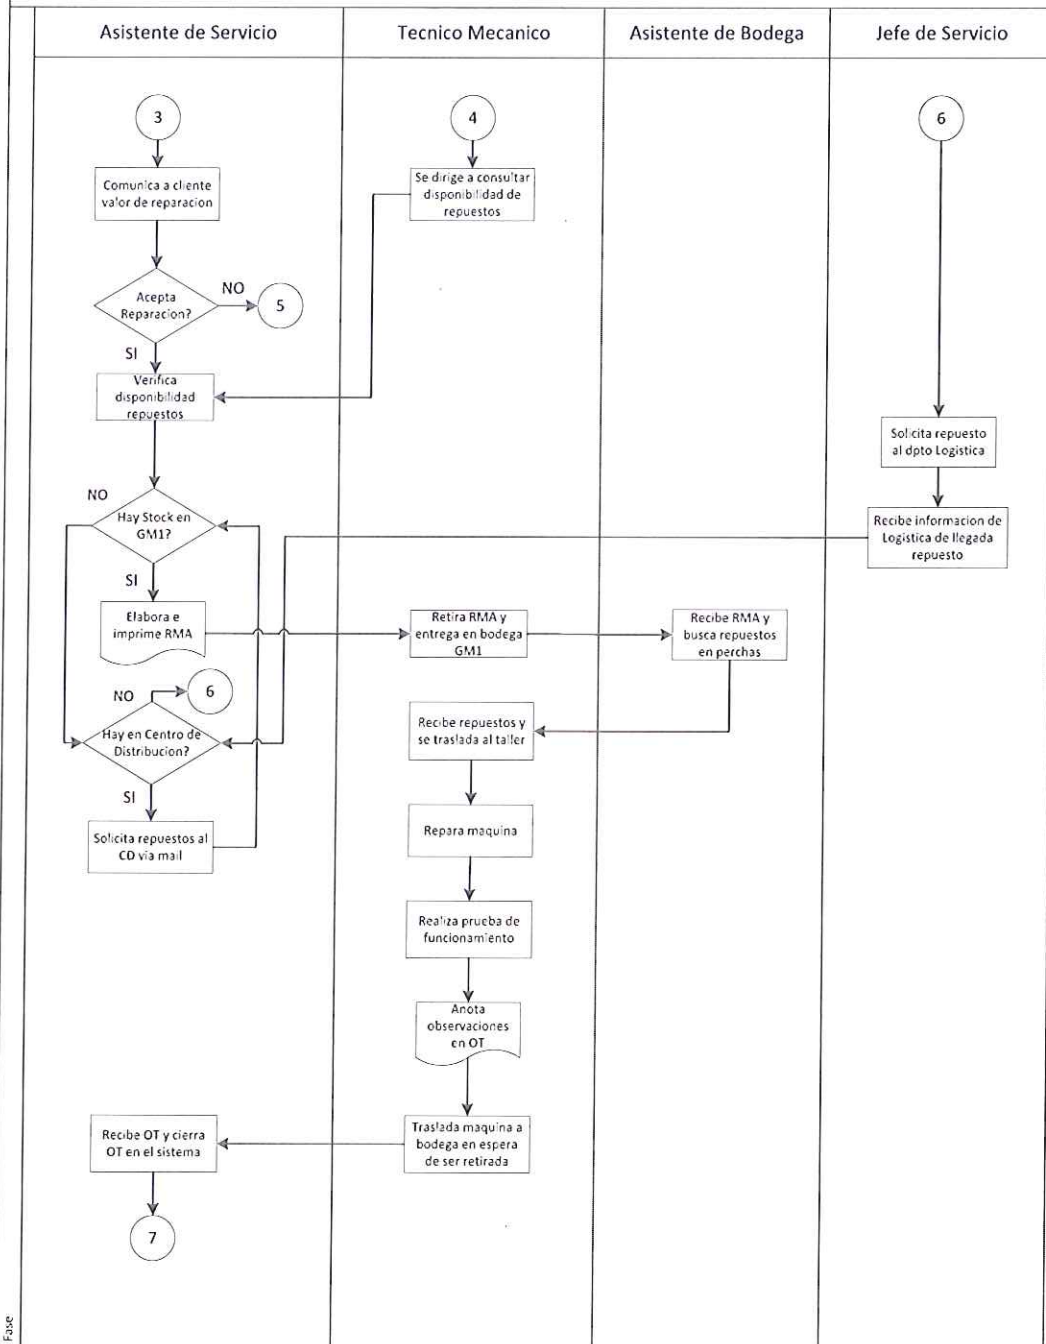 Asistente de Servicio
Tecnico Mecanico
Asistente de Bodega
Jefe de Servicio
3
4
6
Comunica a cliente
valor de reparacion
Se dirige a consultar
disponibilidad de
repuestos
Acepta
Reparacion?
NO
5
SI
Verifica
disponibilidad
repuestos
Solicita repuesto
al dpto Logistica
NO
Hay Stock en
GM1?
Recibe informacion de
Logistica de llegada
repuesto
SI
Elabora e
imprime RMA
Retira RMA y
entrega en bodega
GM1
Recibe RMA y
busca repuestos
en perchas
NO
6
Hay en Centro de
Distribucion?
Recibe repuestos y
se traslada al taller
SI
Solicita repuestos al
CD via mail
Repara maquina
Realiza prueba de
funcionamiento
Anota
observaciones
en OT
Recibe OT y cierra
OT en el sistema
Traslada maquina a
bodega en espera
de ser retirada
7
Fase